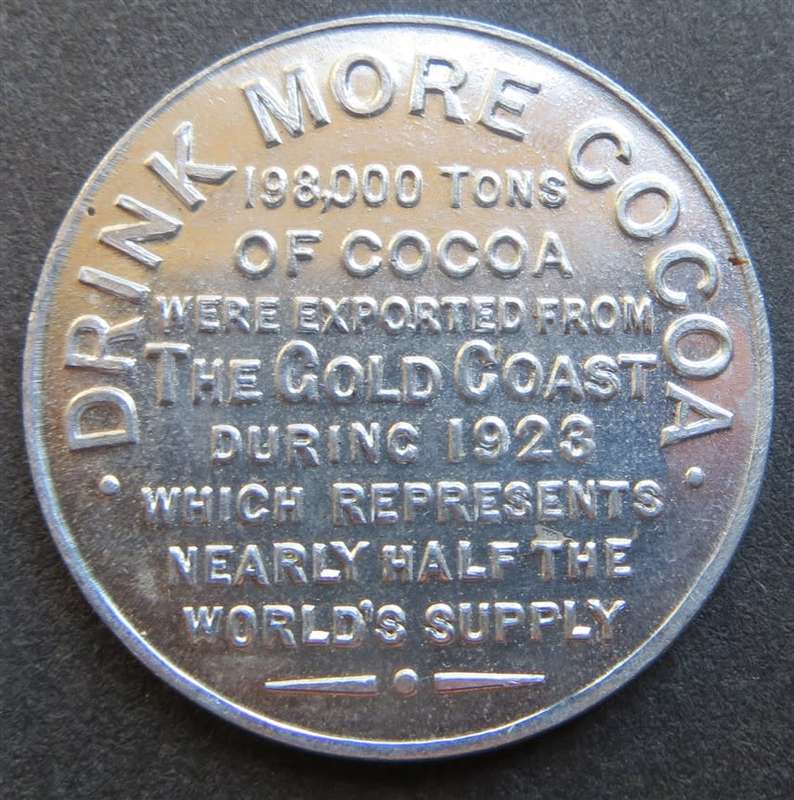 · DRINK MORE COCOA ·
198,000 TONS
OF COCOA
WERE EXPORTED FROM
THE GOLD COAST
DURING 1923
WHICH REPRESENTS
NEARLY HALF THE
WORLD'S SUPPLY